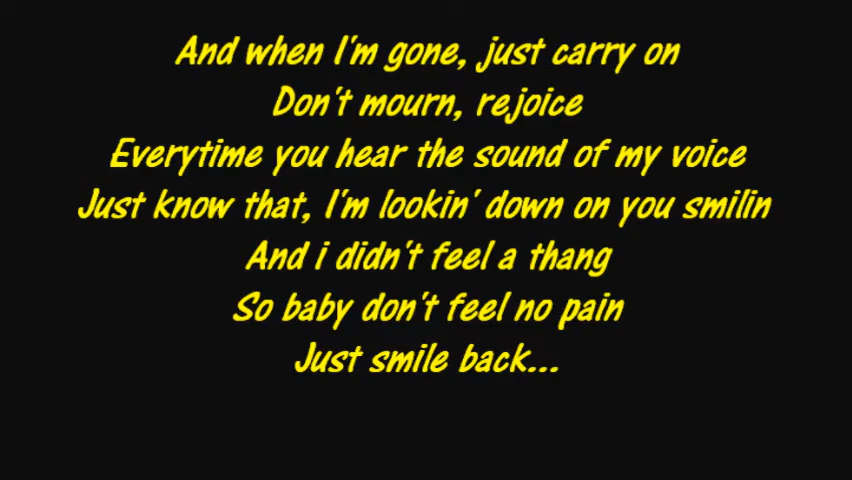 And when I'm gone, just carry on
Don't mourn, rejoice
Everytime you hear the sound of my voice
Just know that, I'm lookin' down on you smilin
And i didn't feel a thang
So baby don't feel no pain
Just smile back...